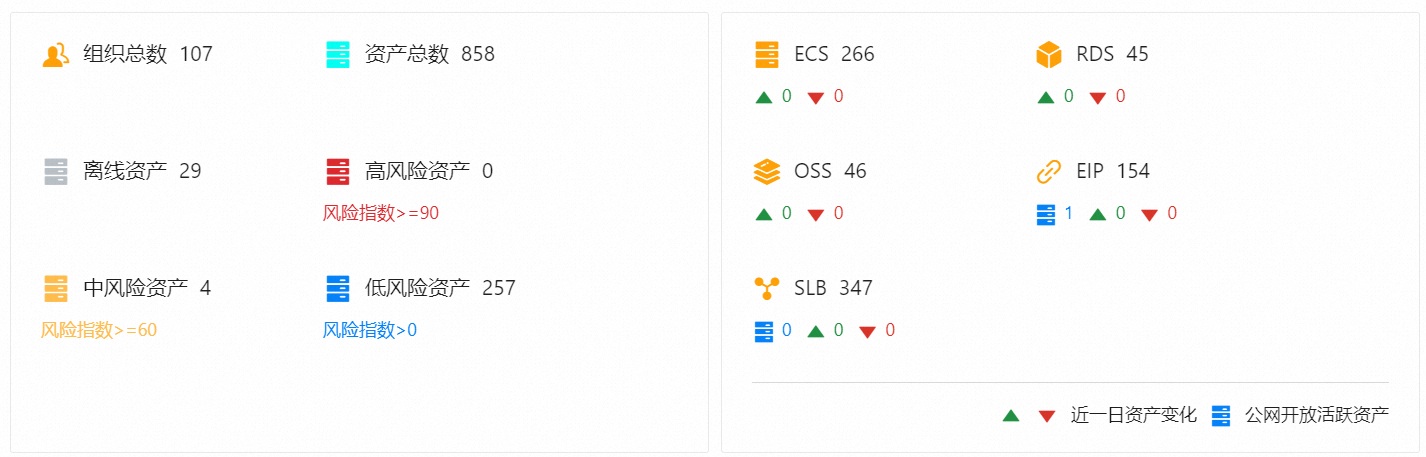 组织总数 107
资产总数 858
离线资产 29
高风险资产 0
风险指数>=90
中风险资产 4
风险指数>=60
低风险资产 257
风险指数>0
ECS 266
0 0
RDS 45
0 0
OSS 46
0 0
EIP 154
1 0 0
SLB 347
0 0 0
近一日资产变化 公网开放活跃资产